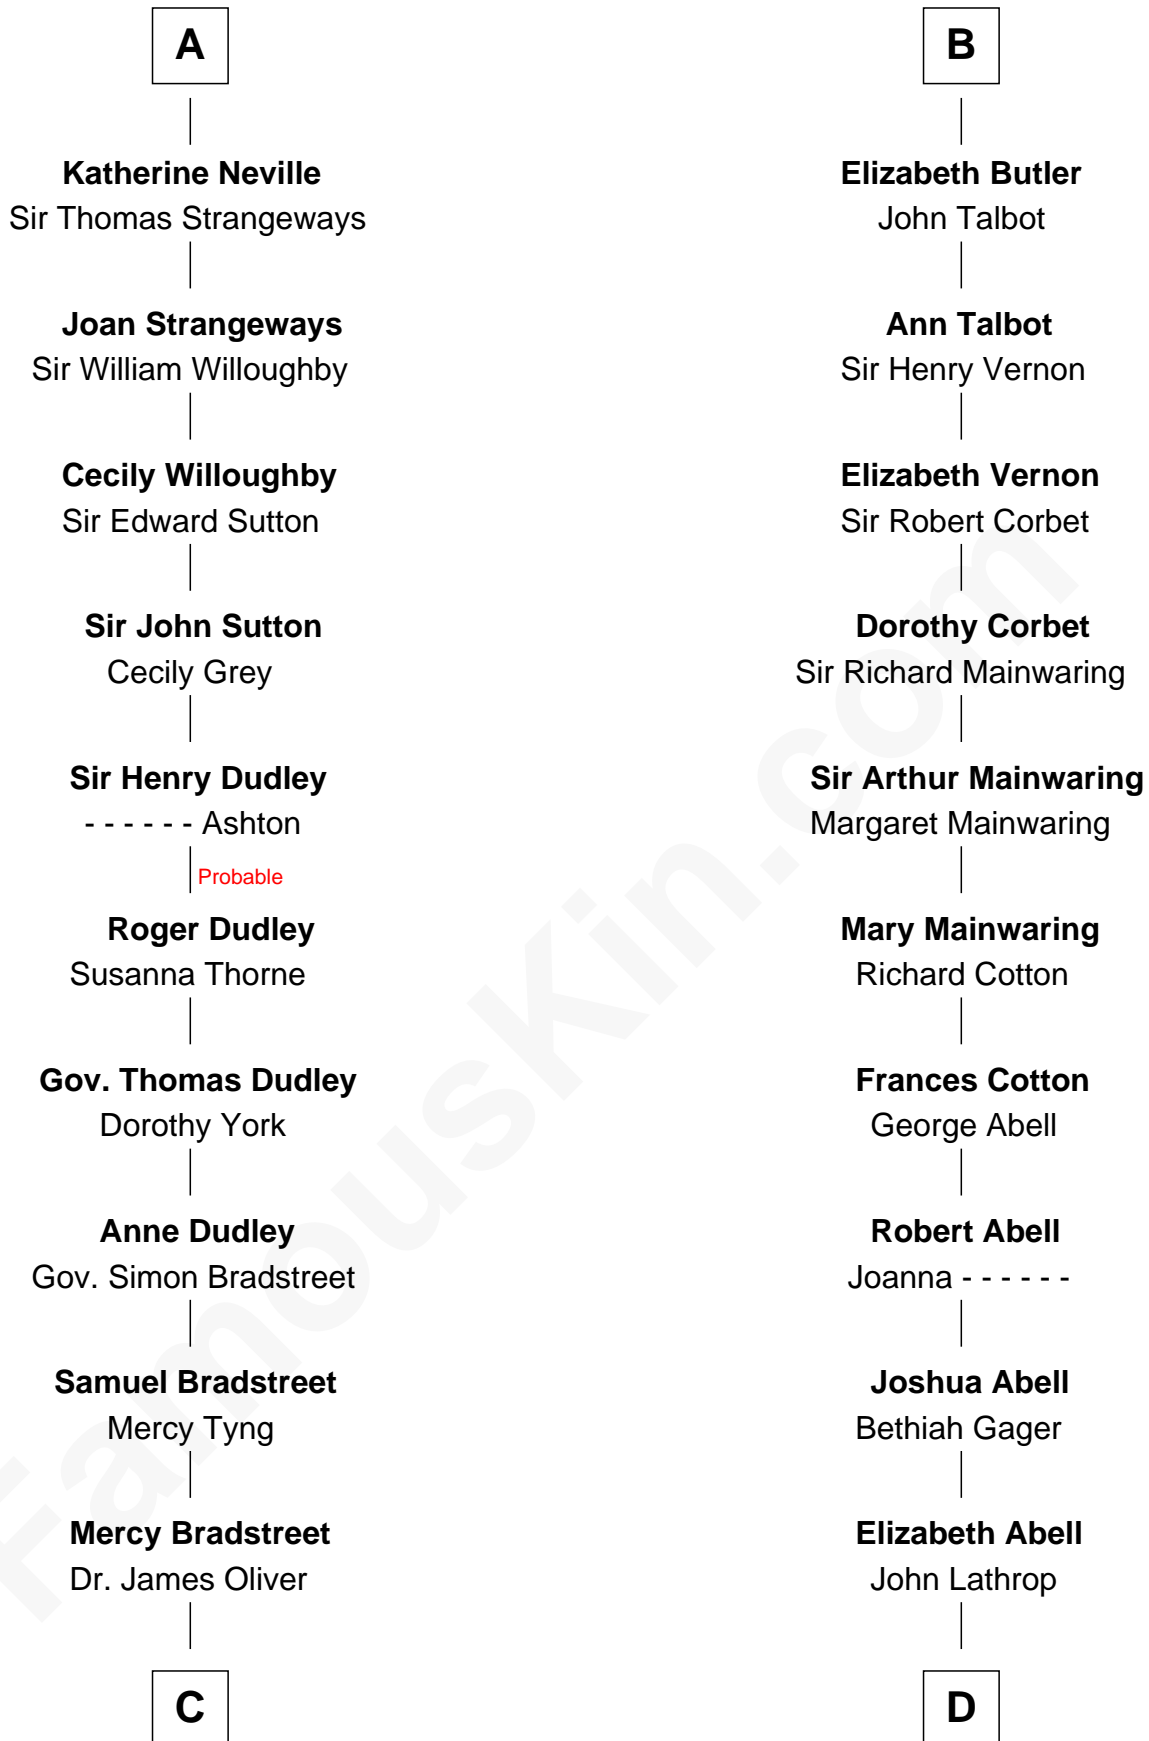 A
Katherine Neville
Sir Thomas Strangeways
Joan Strangeways
Sir William Willoughby
Cecily Willoughby
Sir Edward Sutton
Sir John Sutton
Cecily Grey
Sir Henry Dudley
- - - - - - Ashton
Probable
Roger Dudley
Susanna Thorne
Gov. Thomas Dudley
Dorothy York
Anne Dudley
Gov. Simon Bradstreet
Samuel Bradstreet
Mercy Tyng
Mercy Bradstreet
Dr. James Oliver
C
B
Elizabeth Butler
John Talbot
Ann Talbot
Sir Henry Vernon
Elizabeth Vernon
Sir Robert Corbet
Dorothy Corbet
Sir Richard Mainwaring
Sir Arthur Mainwaring
Margaret Mainwaring
Mary Mainwaring
Richard Cotton
Frances Cotton
George Abell
Robert Abell
Joanna - - - - - -
Joshua Abell
Bethiah Gager
Elizabeth Abell
John Lathrop
D
FamousKin.com